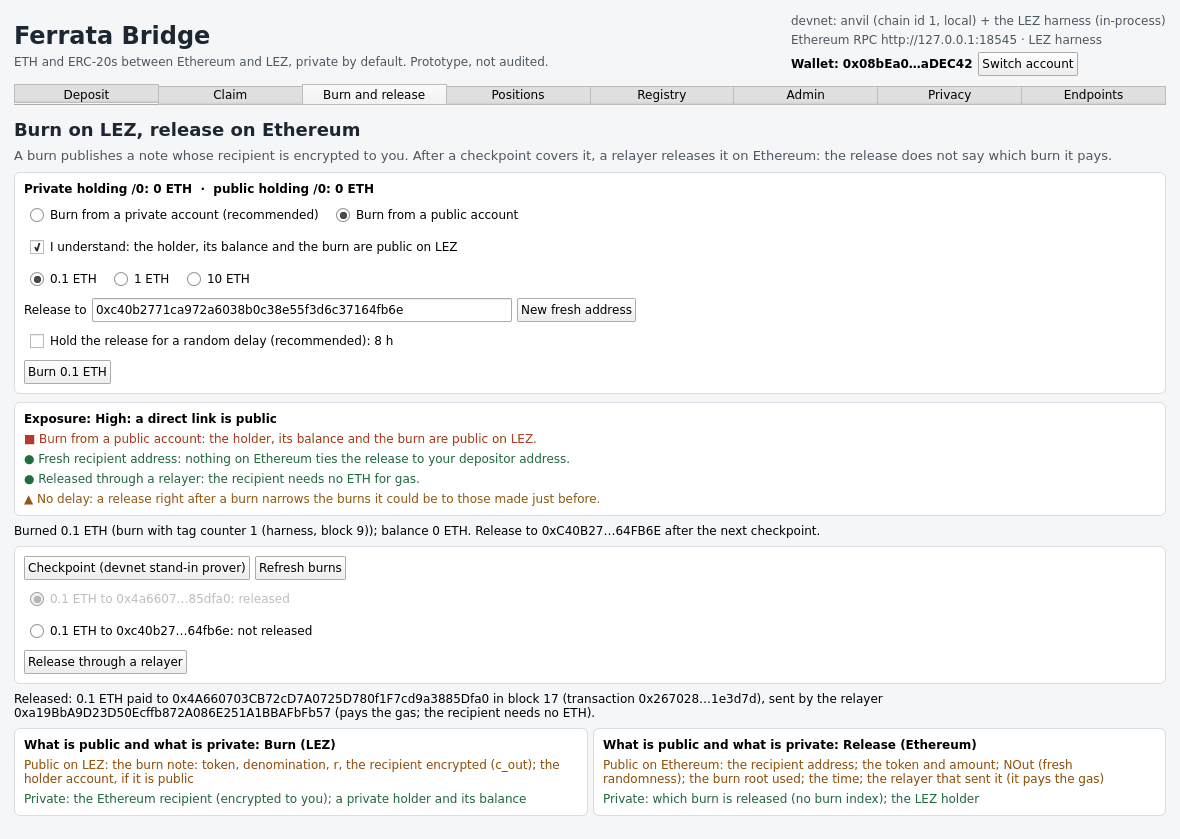 Ferrata Bridge
ETH and ERC-20s between Ethereum and LEZ, private by default. Prototype, not audited.
devnet: anvil (chain id 1, local) + the LEZ harness (in-process)
Ethereum RPC http://127.0.0.1:18545 · LEZ harness
Wallet: 0x08bEa0…aDEC42 Switch account
Deposit Claim Burn and release Positions Registry Admin Privacy Endpoints
Burn on LEZ, release on Ethereum
A burn publishes a note whose recipient is encrypted to you. After a checkpoint covers it, a relayer releases it on Ethereum: the release does not say which burn it pays.
Private holding /0: 0 ETH · public holding /0: 0 ETH
Burn from a private account (recommended) Burn from a public account
I understand: the holder, its balance and the burn are public on LEZ
0.1 ETH 1 ETH 10 ETH
Release to 0xc40b2771ca972a6038b0c38e55f3d6c37164fb6e New fresh address
Hold the release for a random delay (recommended): 8 h
Burn 0.1 ETH
Exposure: High: a direct link is public
Burn from a public account: the holder, its balance and the burn are public on LEZ.
Fresh recipient address: nothing on Ethereum ties the release to your depositor address.
Released through a relayer: the recipient needs no ETH for gas.
No delay: a release right after a burn narrows the burns it could be to those made just before.
Burned 0.1 ETH (burn with tag counter 1 (harness, block 9)); balance 0 ETH. Release to 0xC40B27…64FB6E after the next checkpoint.
Checkpoint (devnet stand-in prover) Refresh burns
0.1 ETH to 0x4a6607…85dfa0: released
0.1 ETH to 0xc40b27…64fb6e: not released
Release through a relayer
Released: 0.1 ETH paid to 0x4A660703CB72cD7A0725D780f1F7cd9a3885Dfa0 in block 17 (transaction 0x267028…1e3d7d), sent by the relayer
0xa19BbA9D23D50Ecffb872A086E251A1BBAFbFb57 (pays the gas; the recipient needs no ETH).
What is public and what is private: Burn (LEZ)
Public on LEZ: the burn note: token, denomination, r, the recipient encrypted (c_out); the
holder account, if it is public
Private: the Ethereum recipient (encrypted to you); a private holder and its balance
What is public and what is private: Release (Ethereum)
Public on Ethereum: the recipient address; the token and amount; NOut (fresh
randomness); the burn root used; the time; the relayer that sent it (it pays the gas)
Private: which burn is released (no burn index); the LEZ holder